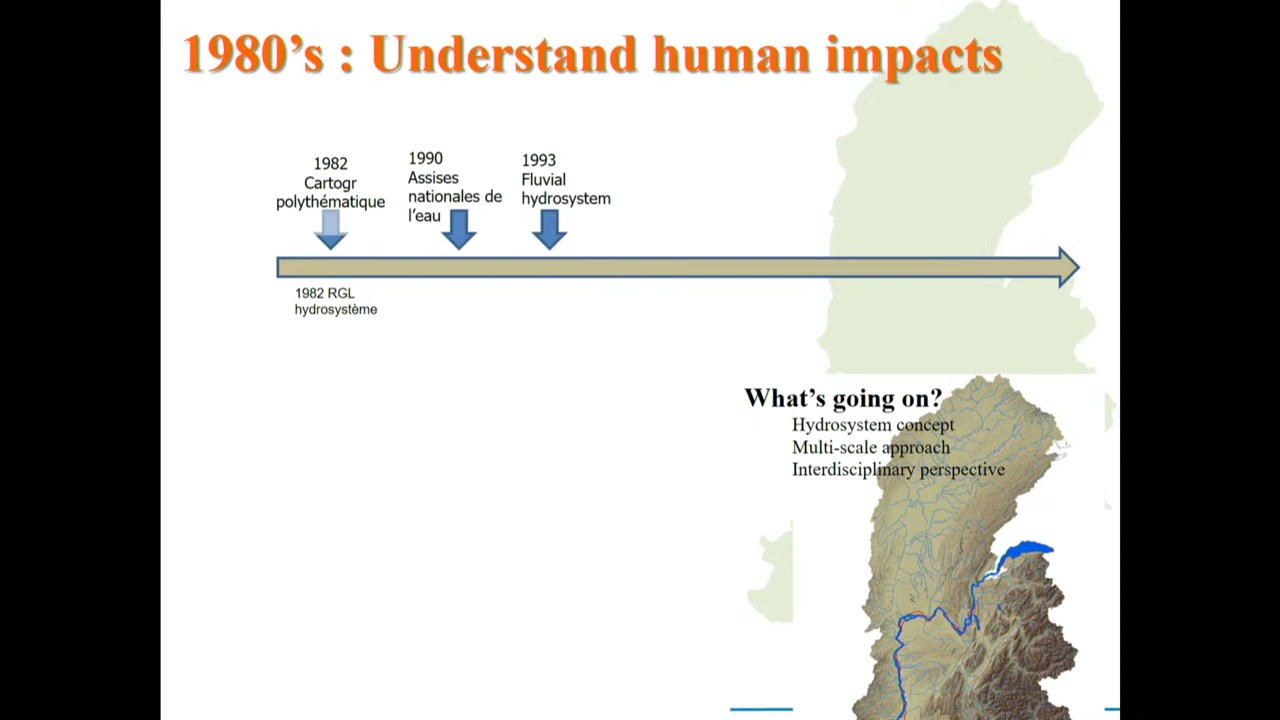 1980’s : Understand human impacts
1982
Cartogr
polythématique
1990
Assises
nationales de
l’eau
1993
Fluvial
hydrosystem
1982 RGL
hydrosystème
What’s going on?
Hydrosystem concept
Multi-scale approach
Interdisciplinary perspective